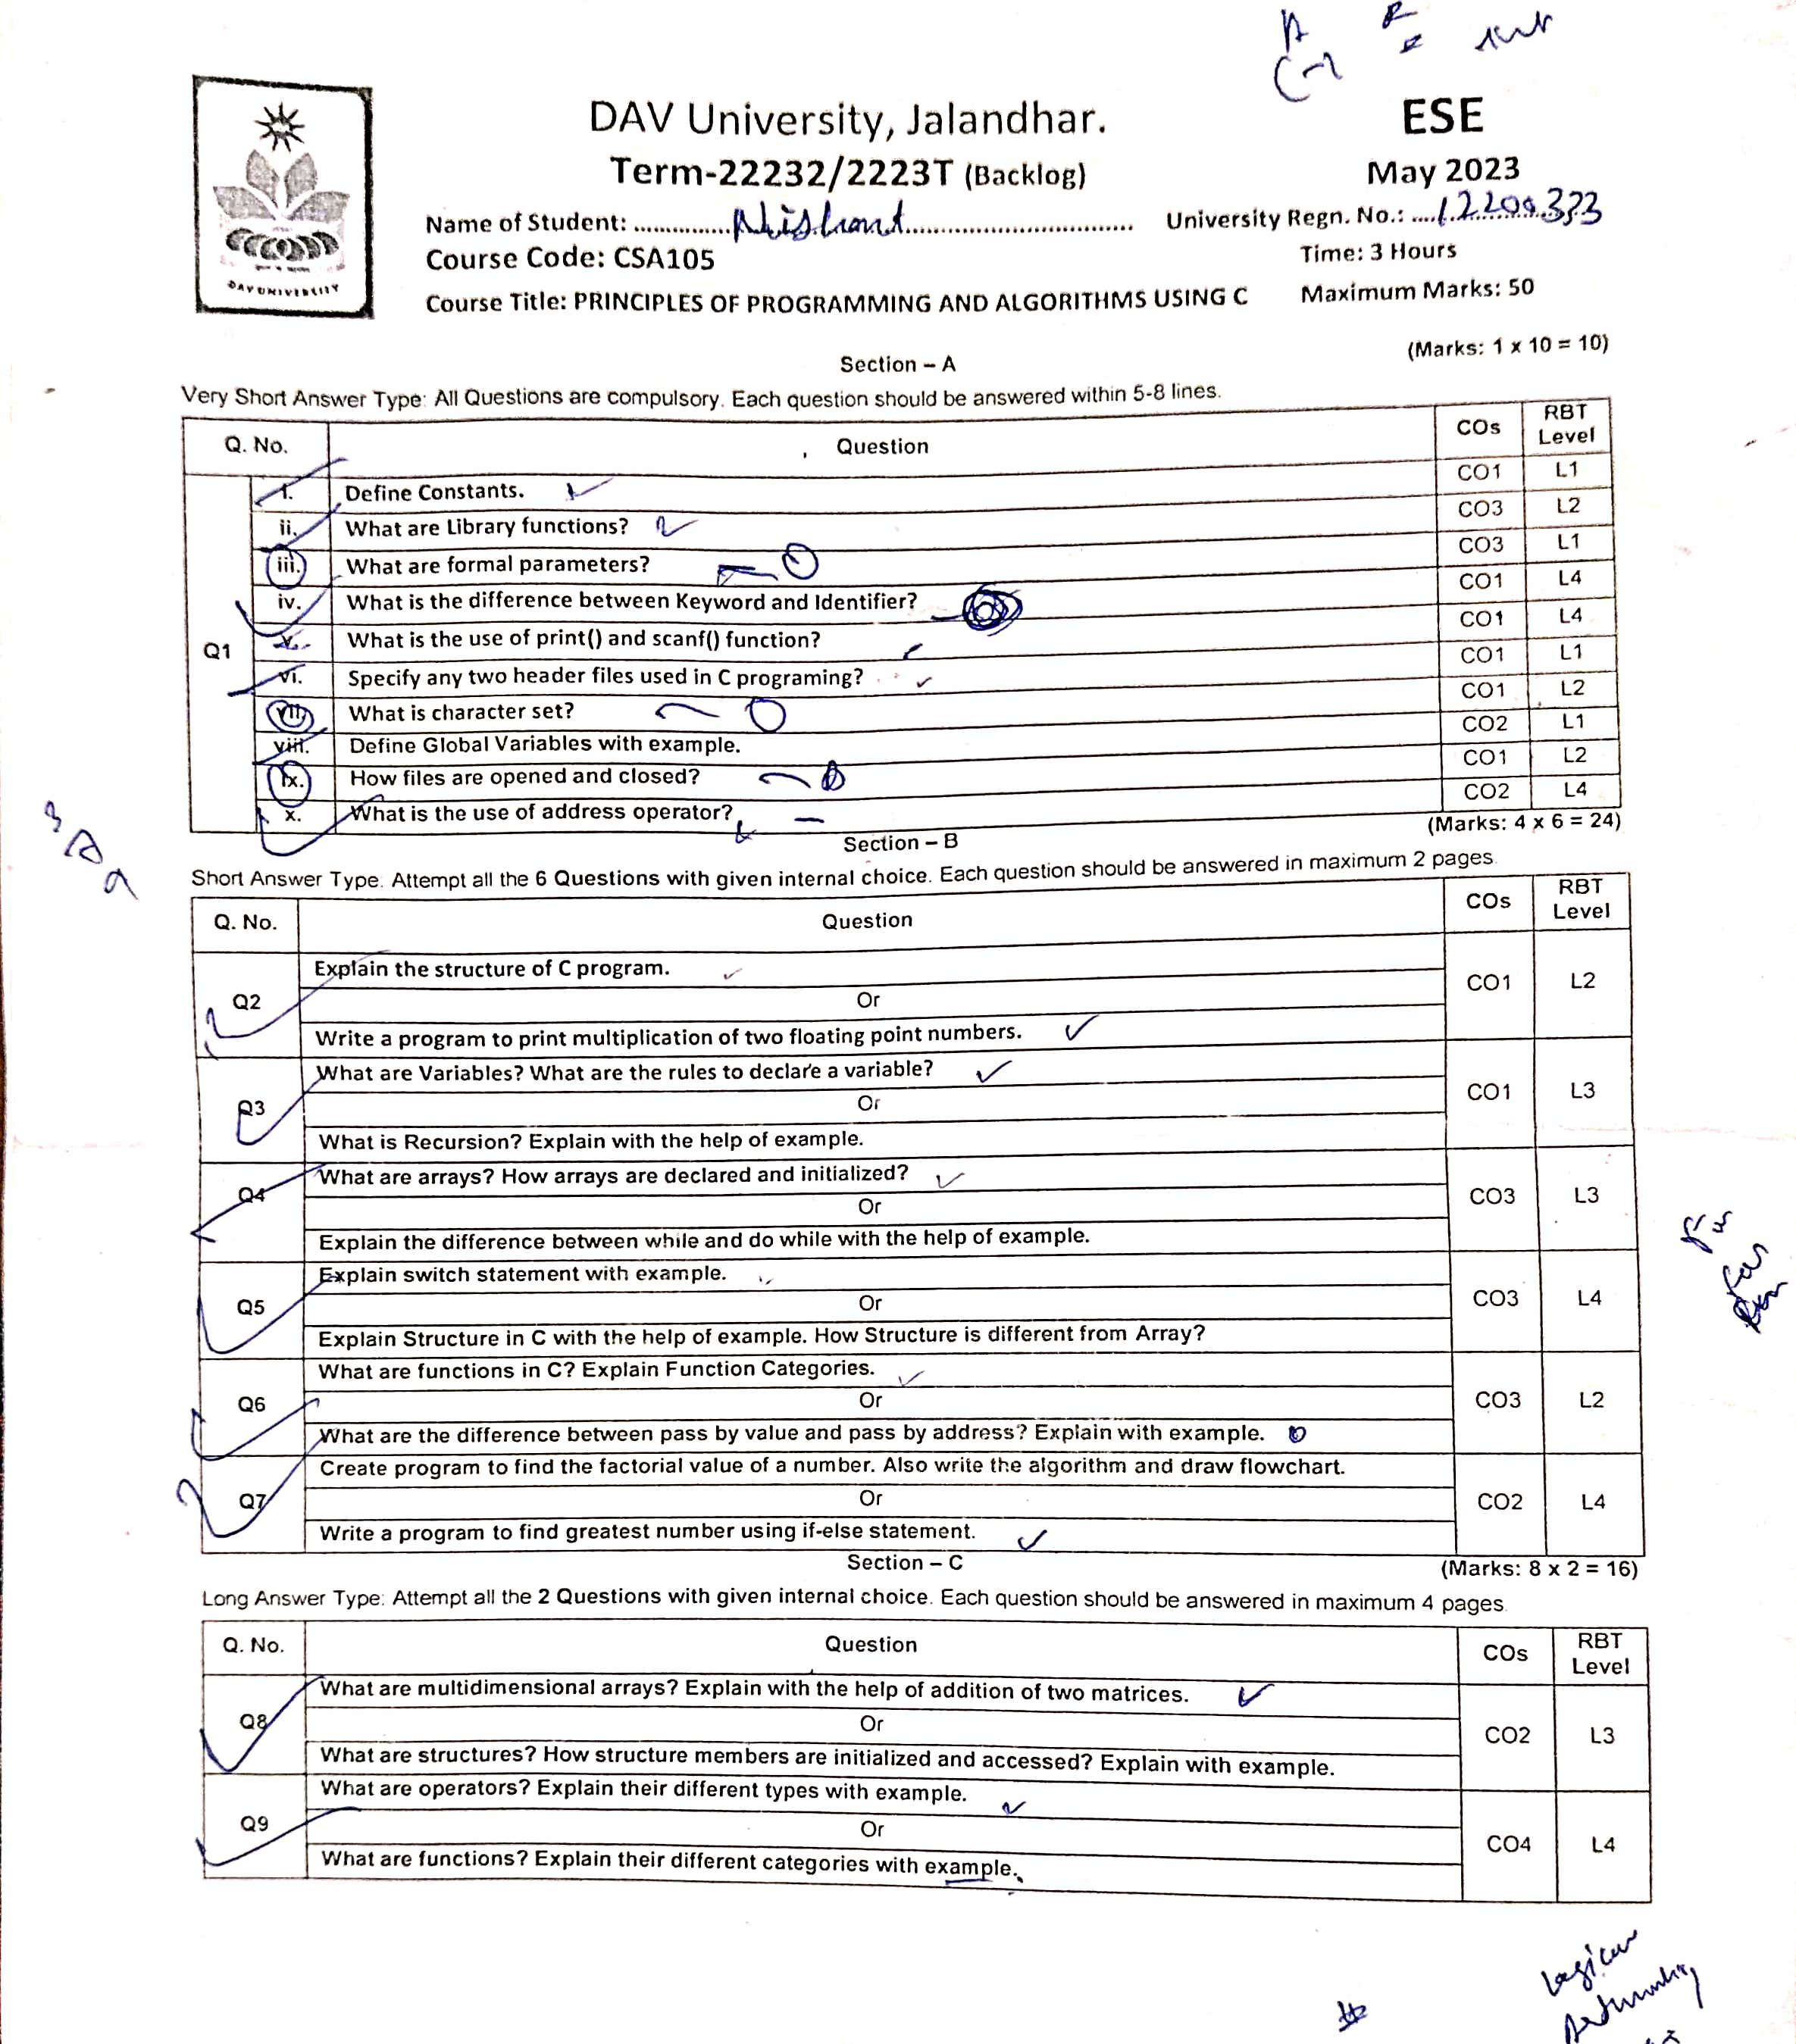 DAV University, Jalandhar.
ESE
Term-22232/2223T (Backlog)
May 2023
Name of Student: ............. Nishant ................................ University Regn. No.: ....12200333
Course Code: CSA105
Time: 3 Hours
Course Title: PRINCIPLES OF PROGRAMMING AND ALGORITHMS USING C
Maximum Marks: 50
DAV UNIVERSITY
(Marks: 1 x 10 = 10)
Section – A
Very Short Answer Type: All Questions are compulsory. Each question should be answered within 5-8 lines.
Q. No. Question COs RBT Level
Q1
i. Define Constants. CO1 L1
ii. What are Library functions? CO3 L2
iii. What are formal parameters? CO3 L1
iv. What is the difference between Keyword and Identifier? CO1 L4
v. What is the use of print() and scanf() function? CO1 L4
vi. Specify any two header files used in C programing? CO1 L1
vii. What is character set? CO1 L2
viii. Define Global Variables with example. CO2 L1
ix. How files are opened and closed? CO1 L2
x. What is the use of address operator? CO2 L4
(Marks: 4 x 6 = 24)
Section – B
Short Answer Type. Attempt all the 6 Questions with given internal choice. Each question should be answered in maximum 2 pages.
Q. No. Question COs RBT Level
Q2 Explain the structure of C program. CO1 L2
Or
Write a program to print multiplication of two floating point numbers.
Q3 What are Variables? What are the rules to declare a variable? CO1 L3
Or
What is Recursion? Explain with the help of example.
Q4 What are arrays? How arrays are declared and initialized? CO3 L3
Or
Explain the difference between while and do while with the help of example.
Q5 Explain switch statement with example. CO3 L4
Or
Explain Structure in C with the help of example. How Structure is different from Array?
Q6 What are functions in C? Explain Function Categories. CO3 L2
Or
What are the difference between pass by value and pass by address? Explain with example.
Q7 Create program to find the factorial value of a number. Also write the algorithm and draw flowchart. CO2 L4
Or
Write a program to find greatest number using if-else statement.
Section – C
(Marks: 8 x 2 = 16)
Long Answer Type: Attempt all the 2 Questions with given internal choice. Each question should be answered in maximum 4 pages.
Q. No. Question COs RBT Level
Q8 What are multidimensional arrays? Explain with the help of addition of two matrices. CO2 L3
Or
What are structures? How structure members are initialized and accessed? Explain with example.
Q9 What are operators? Explain their different types with example. CO4 L4
Or
What are functions? Explain their different categories with example.